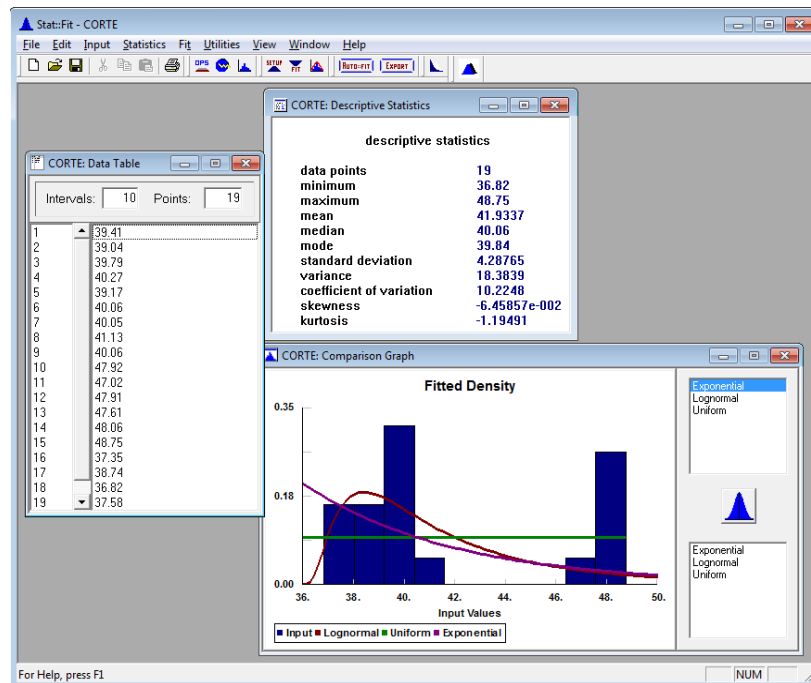 Stat::Fit - CORTE
File Edit Input Statistics Fit Utilities View Window Help
OPS SETUP FIT AUTO-FIT EXPORT
CORTE: Descriptive Statistics
descriptive statistics
data points 19
minimum 36.82
maximum 48.75
mean 41.9337
median 40.06
mode 39.84
standard deviation 4.28765
variance 18.3839
coefficient of variation 10.2248
skewness -6.45857e-002
kurtosis -1.19491
CORTE: Data Table
Intervals: 10 Points: 19
1 39.41
2 39.04
3 39.79
4 40.27
5 39.17
6 40.06
7 40.05
8 41.13
9 40.06
10 47.92
11 47.02
12 47.91
13 47.61
14 48.06
15 48.75
16 37.35
17 38.74
18 36.82
19 37.58
CORTE: Comparison Graph
Fitted Density
0.35
0.18
0.00
36. 38. 40. 42. 44. 46. 48. 50.
Input Values
Input Lognormal Uniform Exponential
Exponential
Lognormal
Uniform
Exponential
Lognormal
Uniform
For Help, press F1
NUM